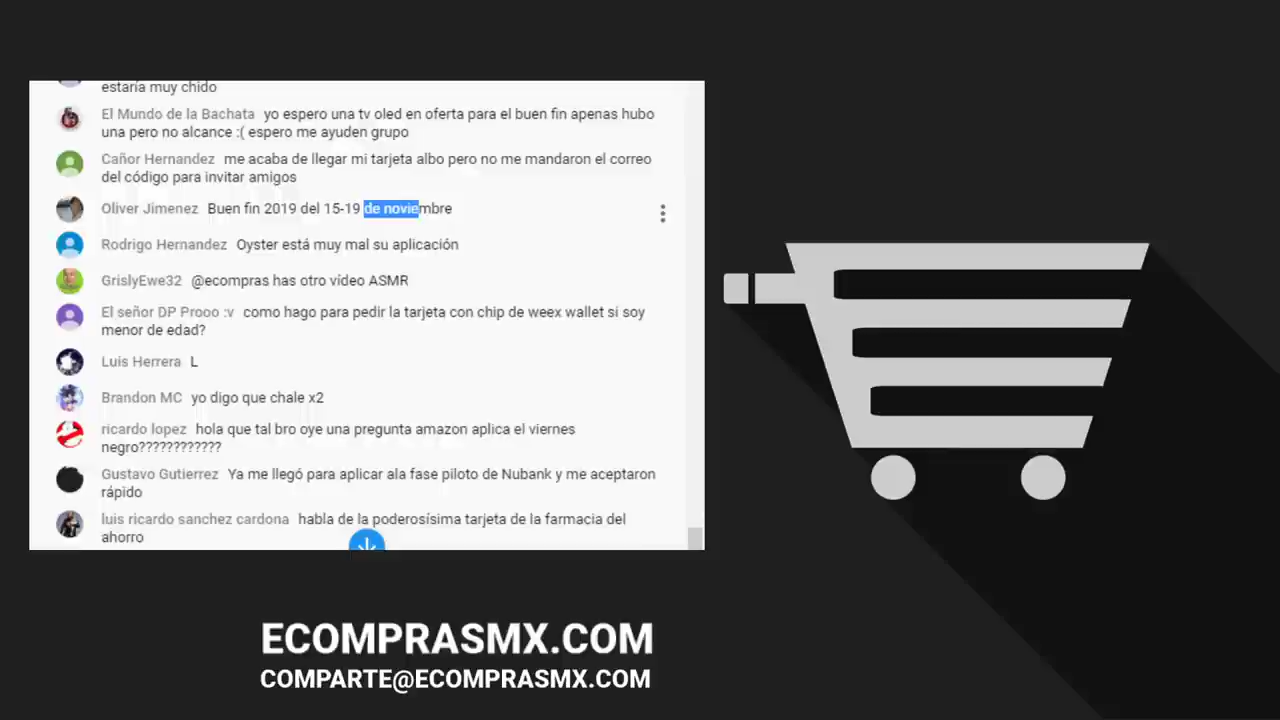 estaría muy chido
El Mundo de la Bachata yo espero una tv oled en oferta para el buen fin apenas hubo
una pero no alcance :( espero me ayuden grupo
Cañor Hernandez me acaba de llegar mi tarjeta albo pero no me mandaron el correo
del código para invitar amigos
Oliver Jimenez Buen fin 2019 del 15-19 de noviembre
Rodrigo Hernandez Oyster está muy mal su aplicación
GrislyEwe32 @ecompras has otro vídeo ASMR
El señor DP Prooo :v como hago para pedir la tarjeta con chip de weex wallet si soy
menor de edad?
Luis Herrera L
Brandon MC yo digo que chale x2
ricardo lopez hola que tal bro oye una pregunta amazon aplica el viernes
negro????????????
Gustavo Gutierrez Ya me llegó para aplicar ala fase piloto de Nubank y me aceptaron
rápido
luis ricardo sanchez cardona habla de la poderosísima tarjeta de la farmacia del
ahorro
ECOMPRASMX.COM
COMPARTE@ECOMPRASMX.COM